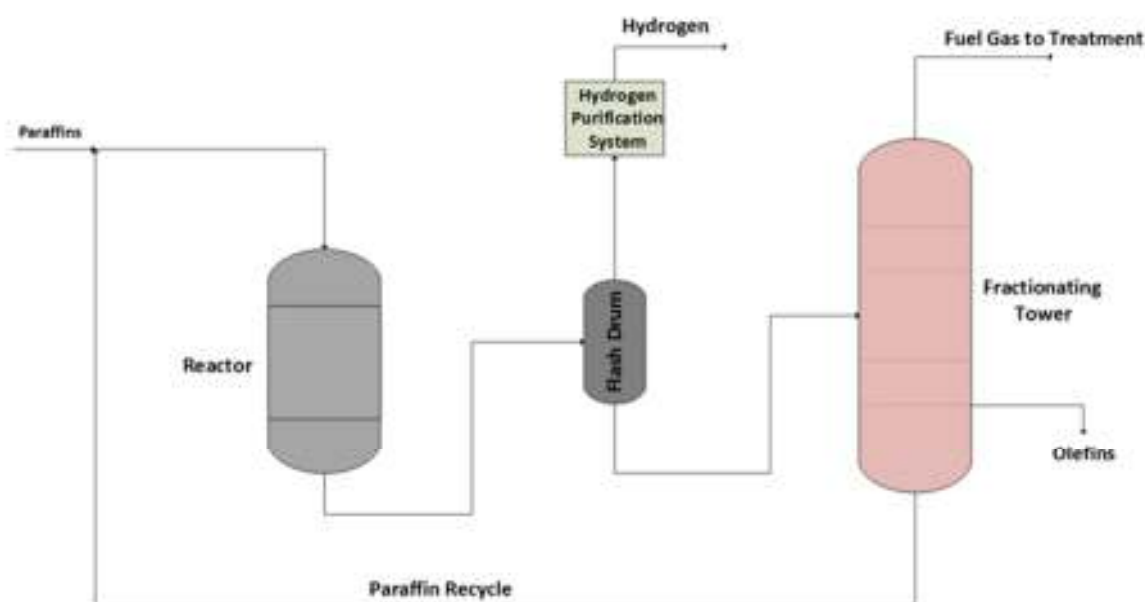 Hydrogen
Fuel Gas to Treatment
Hydrogen
Purification
System
Paraffins
Flash Drum
Fractionating
Tower
Reactor
Olefins
Paraffin Recycle